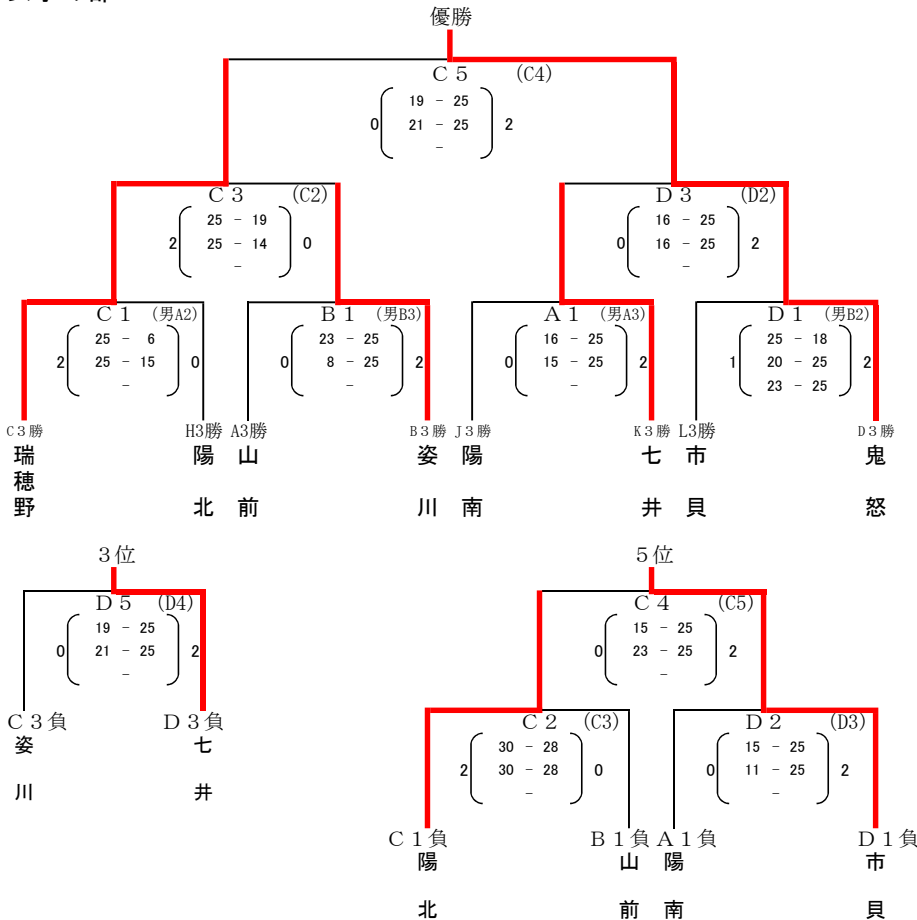 優勝
C5 (C4)
19 - 25
0 21 - 25 2
-
C3 (C2) D3 (D2)
25 - 19 16 - 25
2 25 - 14 0 0 16 - 25 2
- -
C1 (男A2) B1 (男B3) A1 (男A3) D1 (男B2)
25 - 6 23 - 25 16 - 25 25 - 18
2 25 - 15 0 0 8 - 25 2 0 15 - 25 2 1 20 - 25 2
- - - 23 - 25
C3勝 H3勝 A3勝 B3勝 J3勝 K3勝 L3勝 D3勝
瑞穂野 陽北 山前 姿川 陽南 七井 市貝 鬼怒
3位
D5 (D4)
19 - 25
0 21 - 25 2
-
C3負 D3負
姿川 七井
5位
C4 (C5)
15 - 25
0 23 - 25 2
-
C2 (C3) D2 (D3)
30 - 28 15 - 25
2 30 - 28 0 0 11 - 25 2
- -
C1負 B1負 A1負 D1負
陽北 山前 陽南 市貝